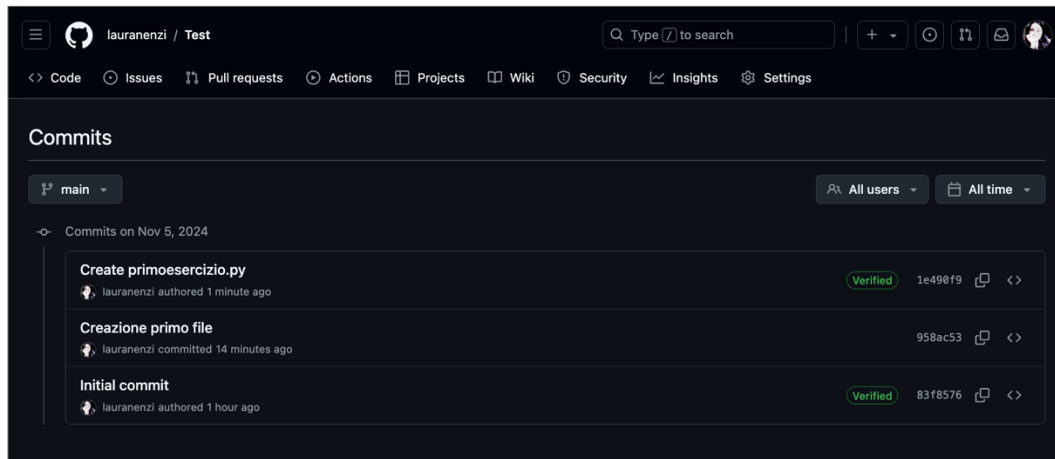 lauranenzi / Test
Type / to search
Code Issues Pull requests Actions Projects Wiki Security Insights Settings
Commits
main
All users All time
Commits on Nov 5, 2024
Create primoesercizio.py
Verified 1e490f9
lauranenzi authored 1 minute ago
Creazione primo file
958ac53
lauranenzi committed 14 minutes ago
Initial commit
Verified 83f8576
lauranenzi authored 1 hour ago